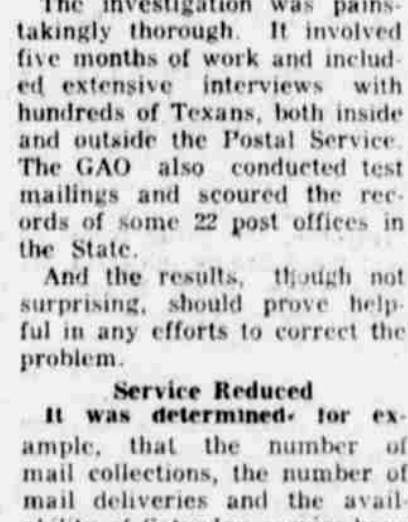 The investigation was pains-
takingly thorough. It involved
five months of work and includ-
ed extensive interviews with
hundreds of Texans, both inside
and outside the Postal Service.
The GAO also conducted test
mailings and scoured the rec-
ords of some 22 post offices in
the State.
And the results, though not
surprising, should prove help-
ful in any efforts to correct the
problem.
Service Reduced
It was determined, for ex-
ample, that the number of
mail collections, the number of
mail deliveries and the avail-